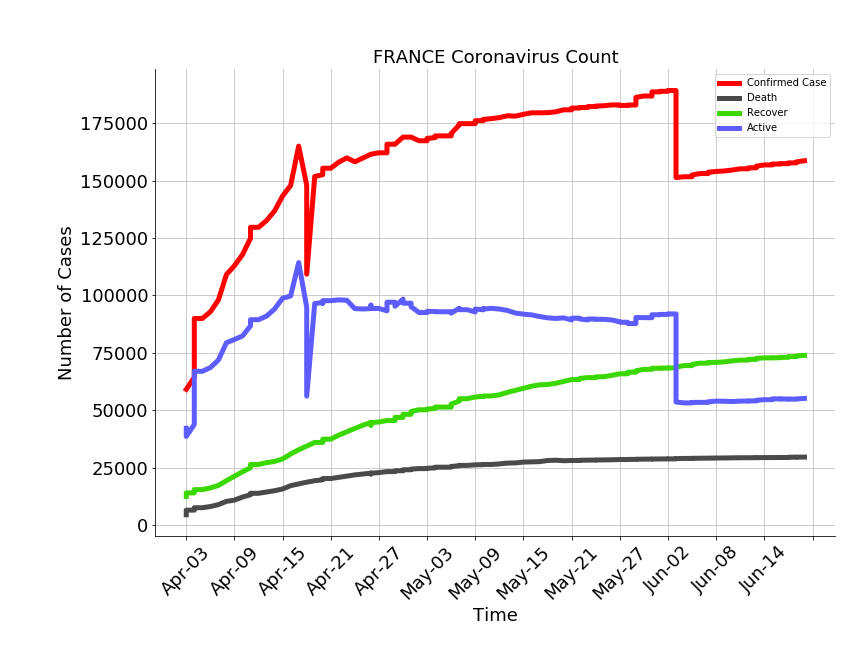 FRANCE Coronavirus Count
Confirmed Case
Death
Recover
Active
Number of Cases
175000
150000
125000
100000
75000
50000
25000
0
Apr-03
Apr-09
Apr-15
Apr-21
Apr-27
May-03
May-09
May-15
May-21
May-27
Jun-02
Jun-08
Jun-14
Time